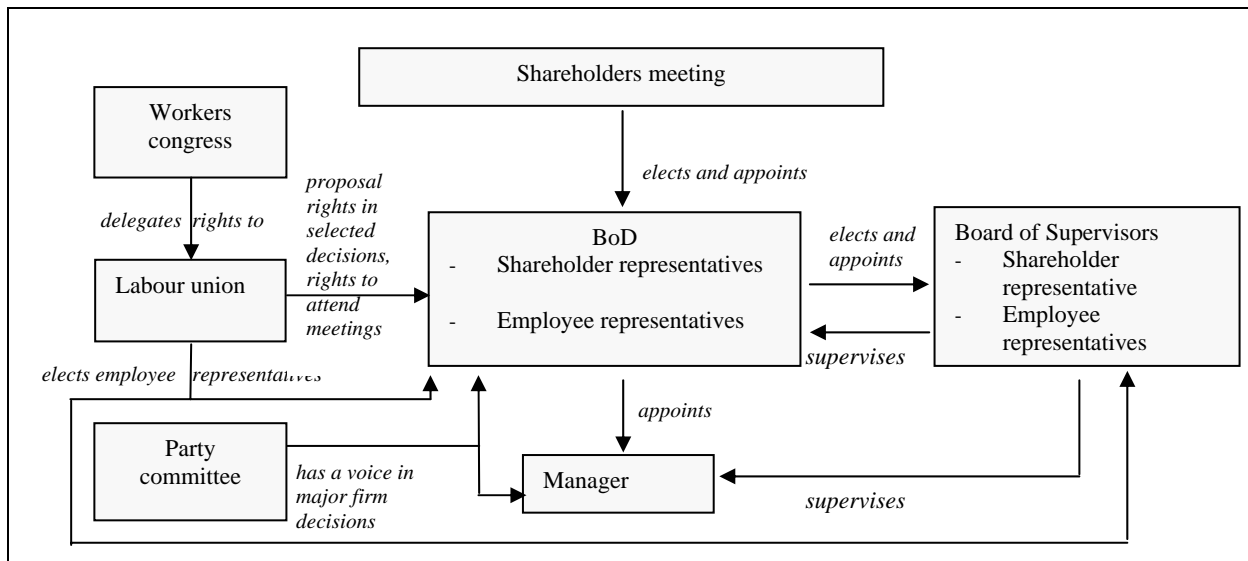 Shareholders meeting
Workers
congress
elects and appoints
delegates rights to
proposal
rights in
selected
decisions,
rights to
attend
meetings
Labour union
BoD
- Shareholder representatives
- Employee representatives
elects and
appoints
Board of Supervisors
- Shareholder
representative
- Employee
representatives
supervises
elects employee representatives
appoints
Party
committee
has a voice in
major firm
decisions
Manager
supervises